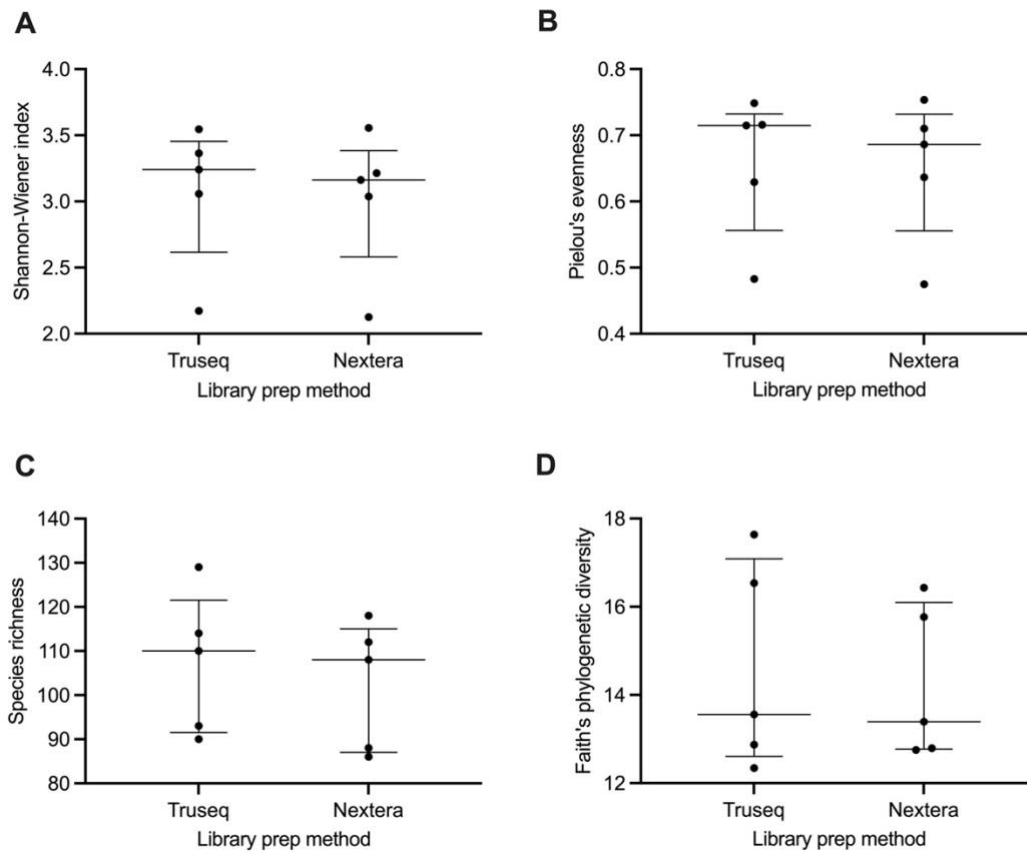 A
Shannon-Wiener index
4.0
3.5
3.0
2.5
2.0
Truseq
Nextera
Library prep method
B
Pielou's evenness
0.8
0.7
0.6
0.5
0.4
Truseq
Nextera
Library prep method
C
Species richness
140
130
120
110
100
90
80
Truseq
Nextera
Library prep method
D
Faith's phylogenetic diversity
18
16
14
12
Truseq
Nextera
Library prep method